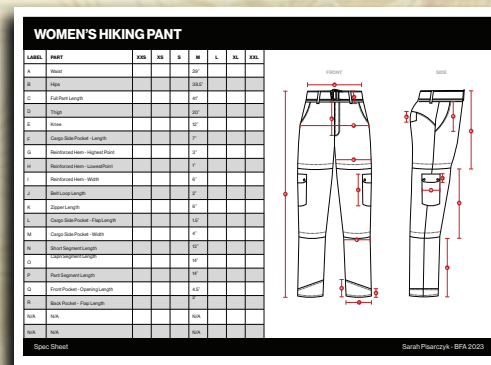 WOMEN'S HIKING PANT
LABEL PART XXS XS S M L XL XXL
A Waist 29"
B Hips 39.5"
C Full Pant Length 41"
D Thigh 20"
E Knee 12"
F Cargo Side Pocket - Length 7"
G Reinforced Hem - Highest Point 3"
H Reinforced Hem - Lowest Point 1"
I Reinforced Hem - Width 6"
J Belt Loop Length 2"
K Zipper Length 6"
L Cargo Side Pocket - Flap Length 1.5"
M Cargo Side Pocket - Width 4"
N Short Segment Length 13"
O Capri Segment Length 14"
P Pant Segment Length 14"
Q Front Pocket - Opening Length 4.5"
R Back Pocket - Flap Length 2"
N/A N/A N/A
N/A N/A N/A
FRONT
SIDE
Spec Sheet
Sarah Pisarczyk - BFA 2023